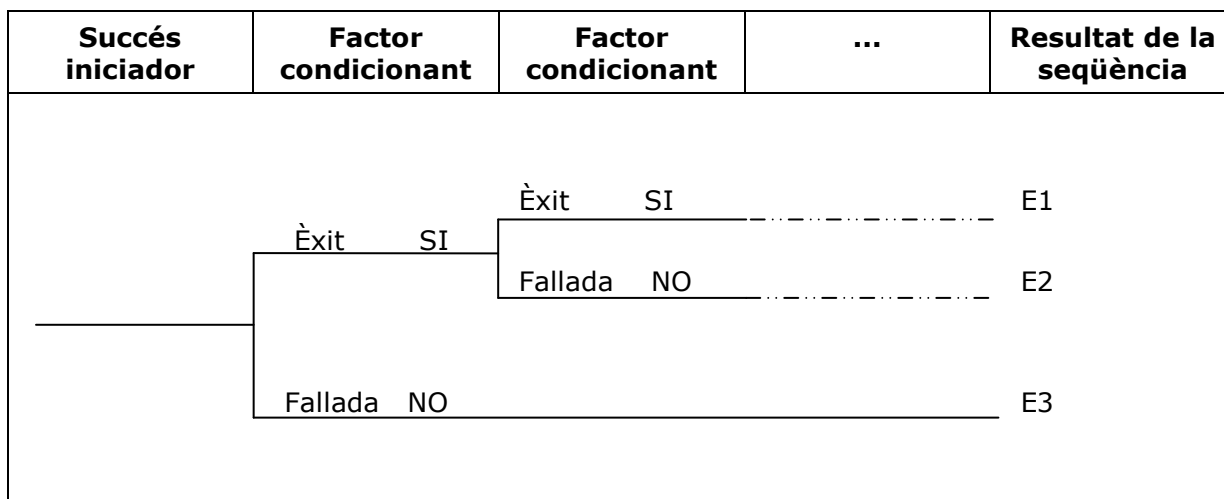 Succés iniciador
Factor condicionant
Factor condicionant
...
Resultat de la seqüència
Èxit SI E1
Èxit SI
Fallada NO E2
Fallada NO E3